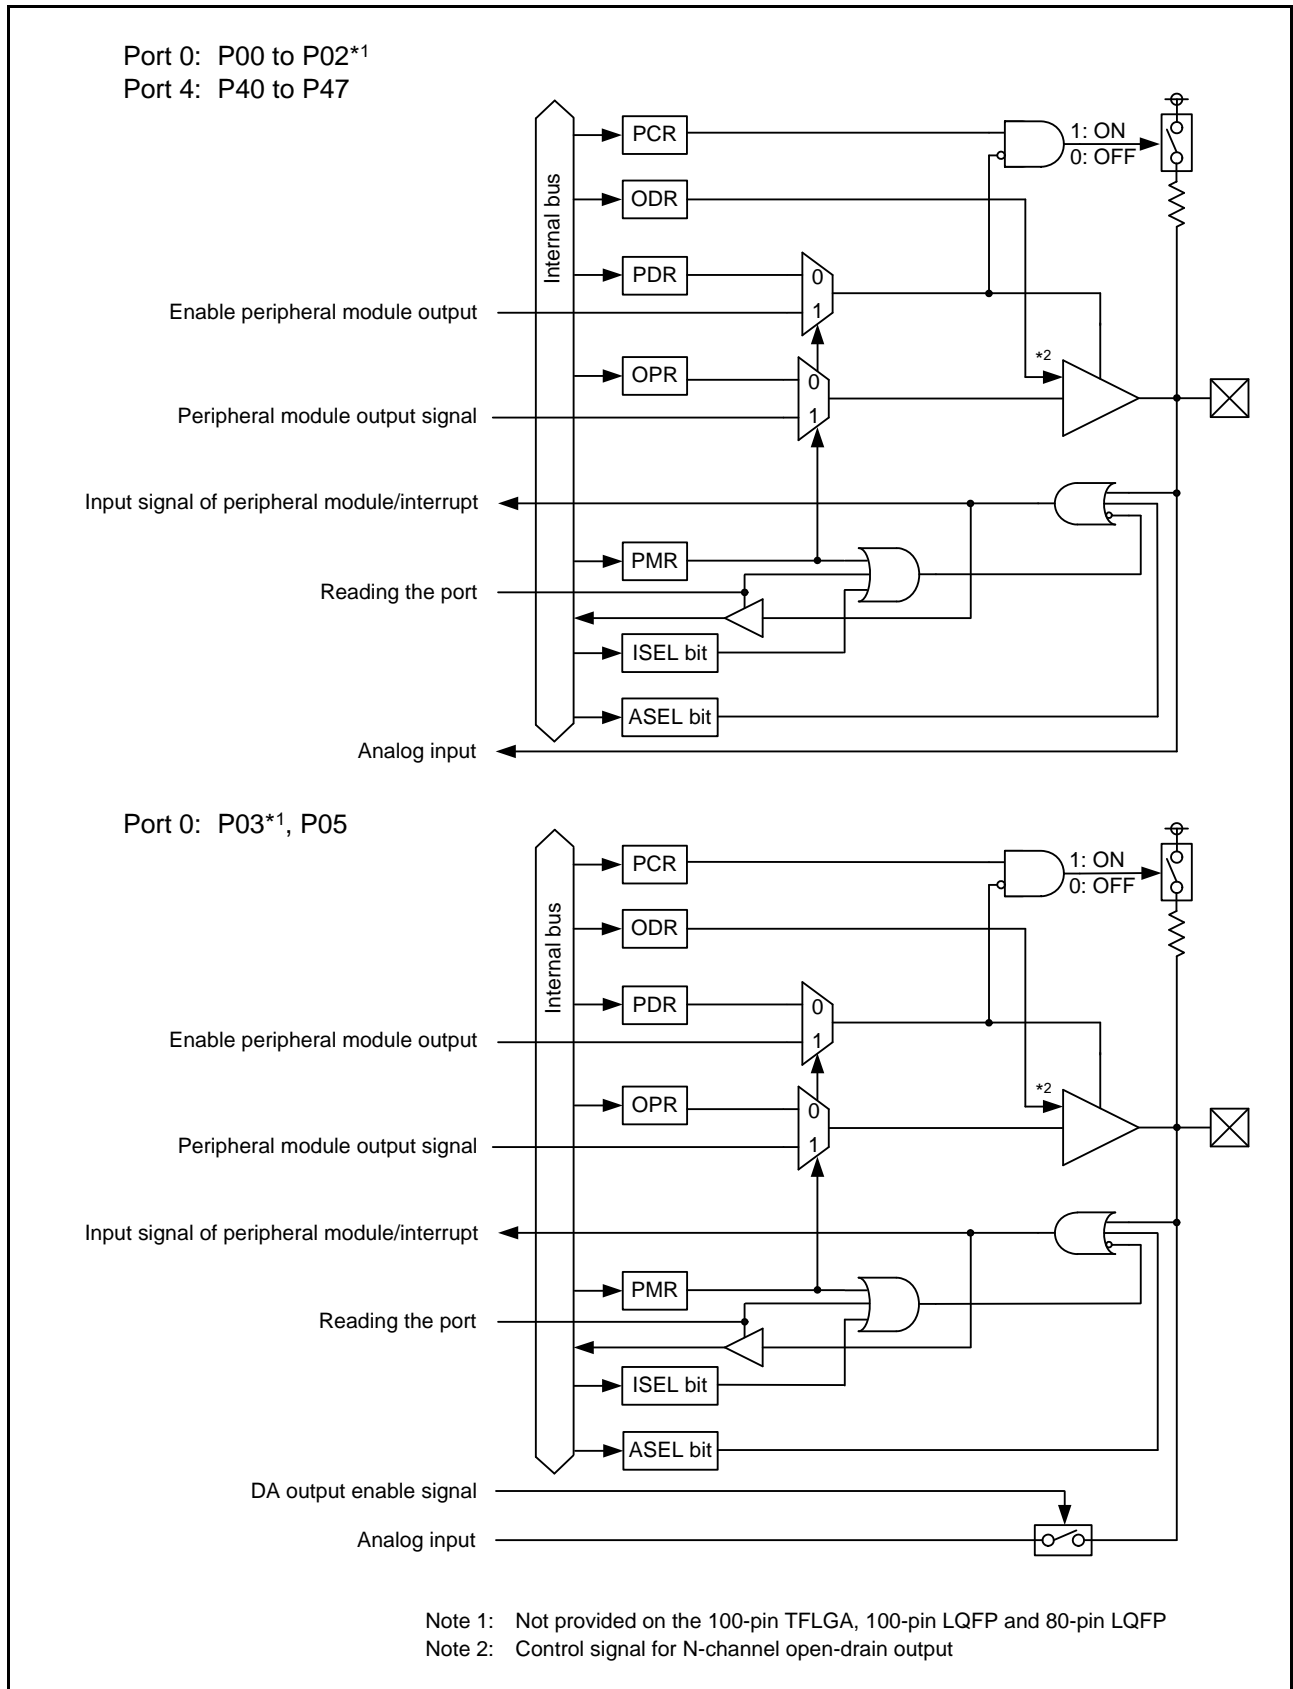 Port 0: P00 to P02*1
Port 4: P40 to P47
Internal bus
PCR
1: ON
0: OFF
ODR
PDR
0
1
Enable peripheral module output
*2
OPR
0
1
Peripheral module output signal
Input signal of peripheral module/interrupt
PMR
Reading the port
ISEL bit
ASEL bit
Analog input
Port 0: P03*1, P05
Internal bus
PCR
1: ON
0: OFF
ODR
PDR
0
1
Enable peripheral module output
*2
OPR
0
1
Peripheral module output signal
Input signal of peripheral module/interrupt
PMR
Reading the port
ISEL bit
ASEL bit
DA output enable signal
Analog input
Note 1: Not provided on the 100-pin TFLGA, 100-pin LQFP and 80-pin LQFP
Note 2: Control signal for N-channel open-drain output